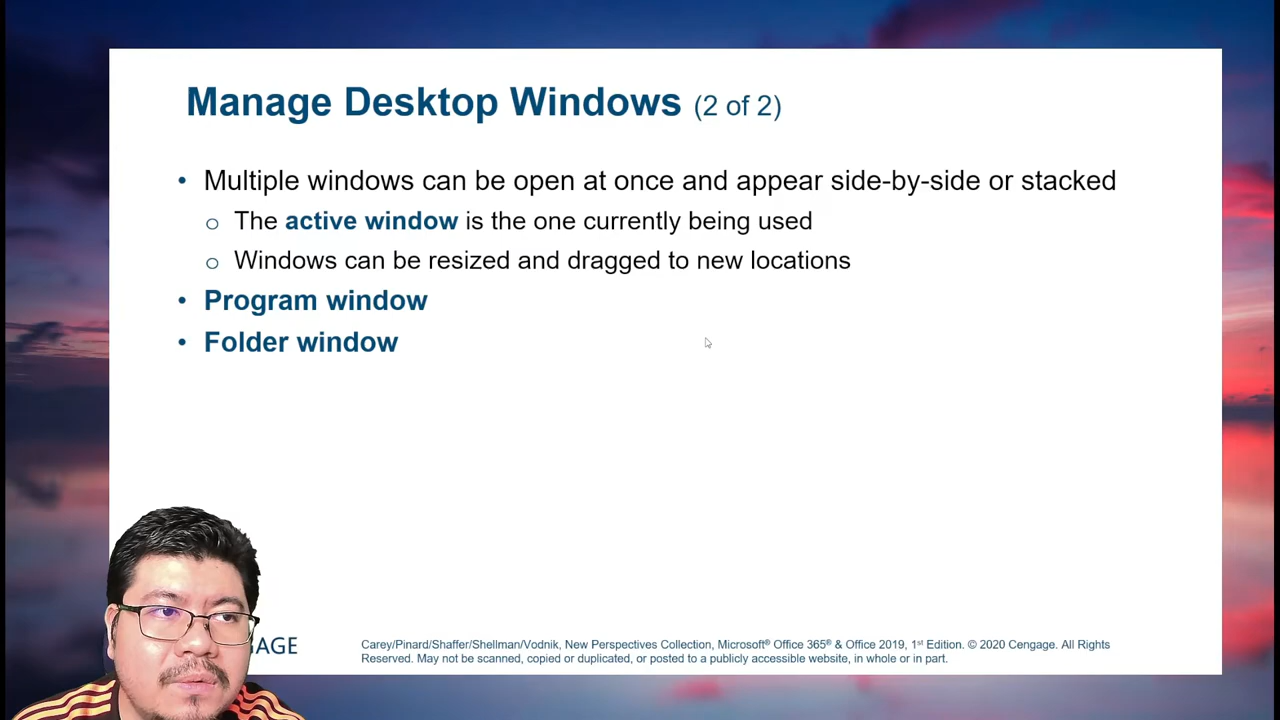 Manage Desktop Windows (2 of 2)
• Multiple windows can be open at once and appear side-by-side or stacked
o The active window is the one currently being used
o Windows can be resized and dragged to new locations
• Program window
• Folder window
AGE
Carey/Pinard/Shaffer/Shellman/Vodnik, New Perspectives Collection, Microsoft® Office 365® & Office 2019, 1st Edition. © 2020 Cengage. All Rights
Reserved. May not be scanned, copied or duplicated, or posted to a publicly accessible website, in whole or in part.